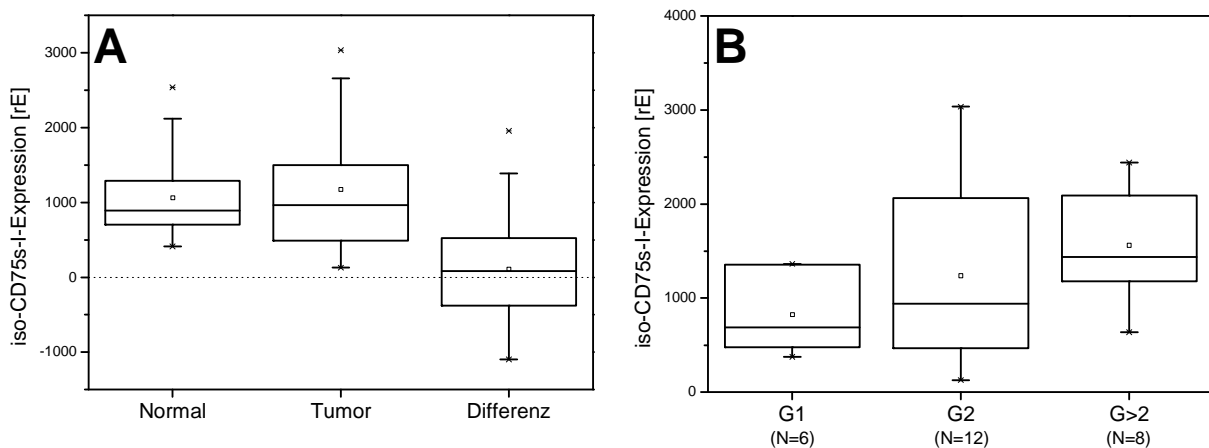 A
iso-CD75s-I-Expression [rE]
3000
2000
1000
0
-1000
Normal Tumor Differenz
B
iso-CD75s-I-Expression [rE]
4000
3000
2000
1000
0
G1 G2 G>2
(N=6) (N=12) (N=8)